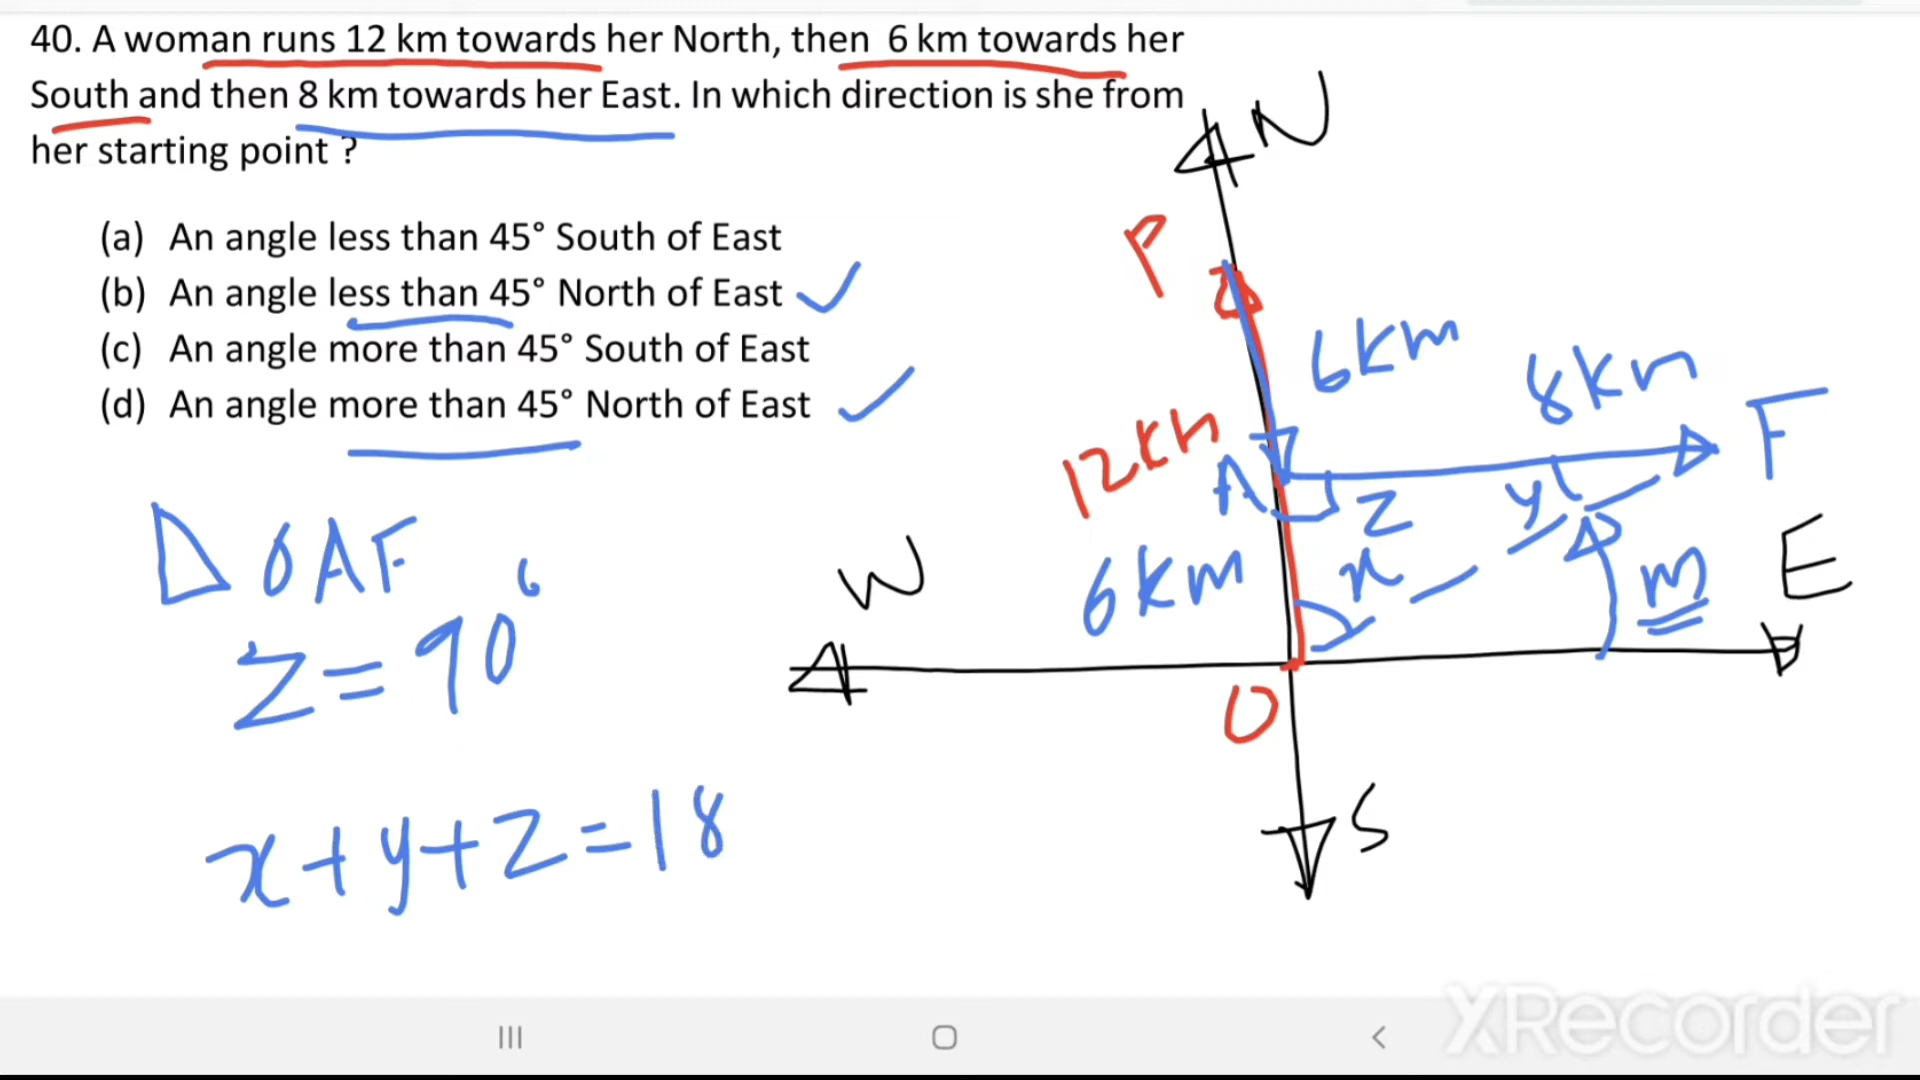 40. A woman runs 12 km towards her North, then 6 km towards her
South and then 8 km towards her East. In which direction is she from
her starting point ?
(a) An angle less than 45° South of East
(b) An angle less than 45° North of East
(c) An angle more than 45° South of East
(d) An angle more than 45° North of East
N
P
6km
8km
F
12km
A
z
y
W
6km
x
m
E
O
S
Δ OAF
z=90°
x+y+z=18
XRecorder